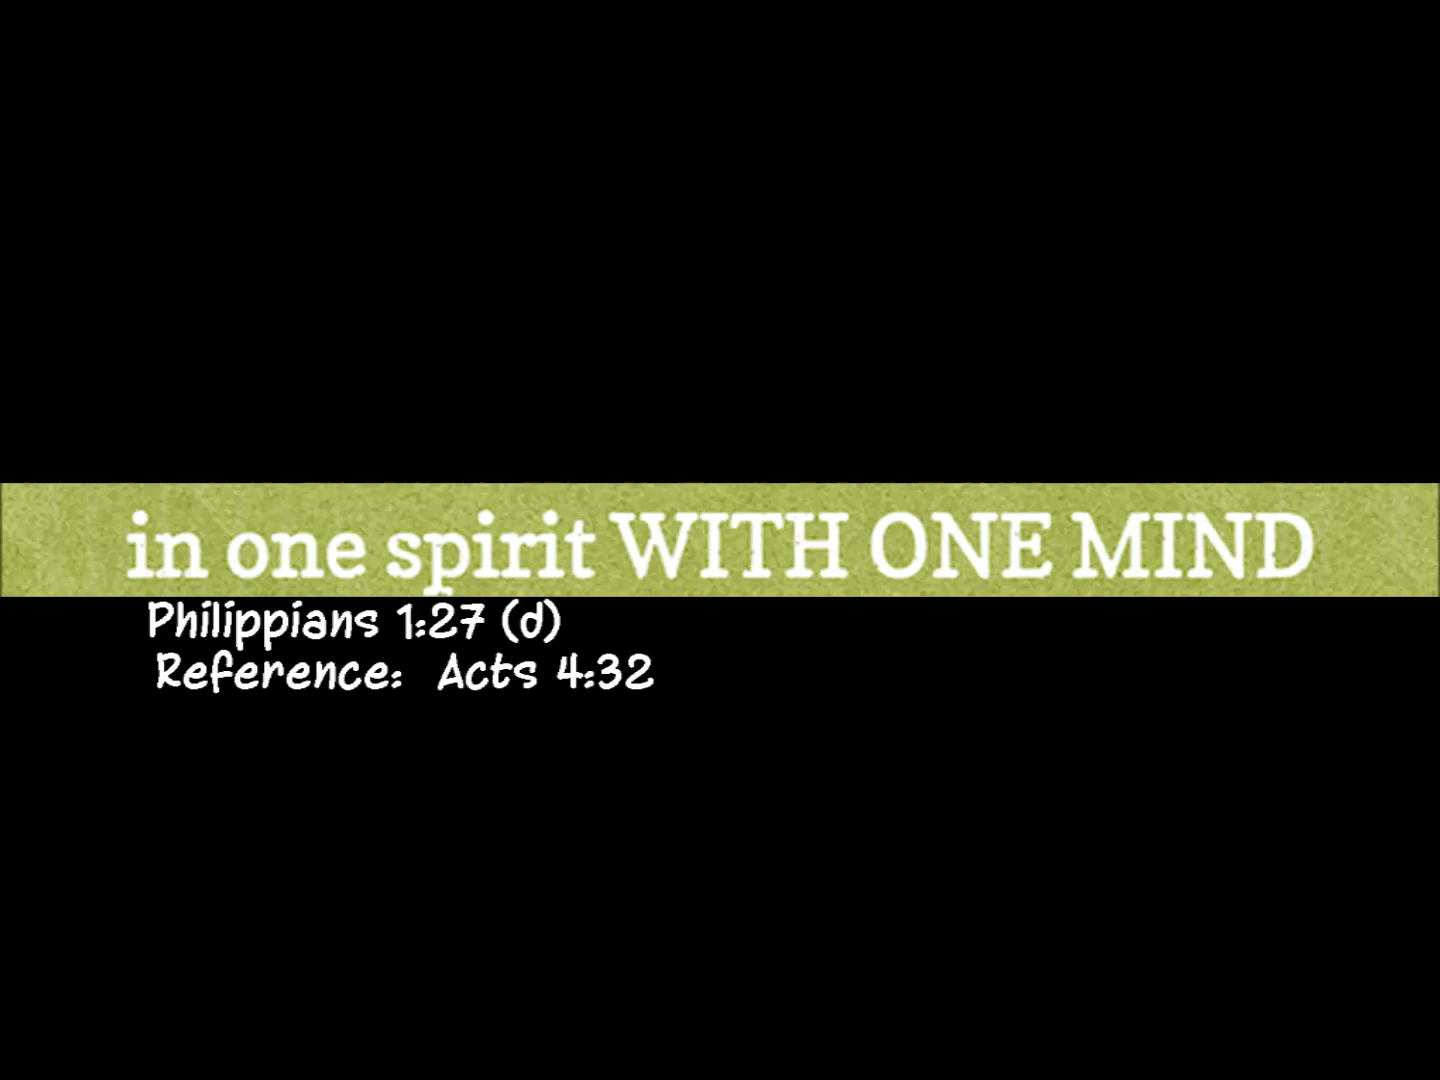 in one spirit WITH ONE MIND
Philippians 1:27 (d)
Reference: Acts 4:32